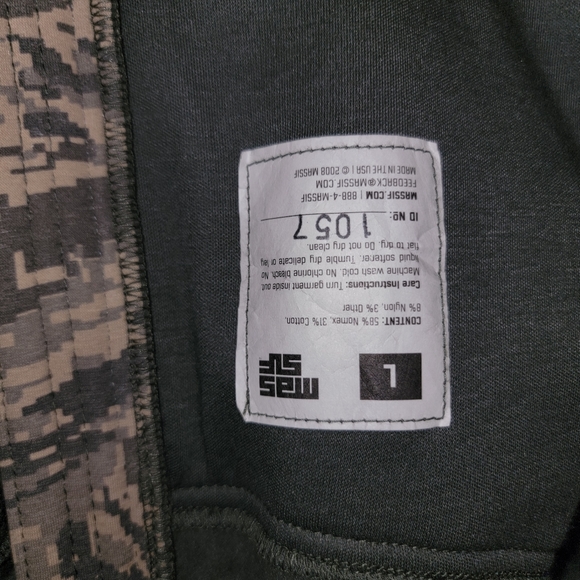 L
mas
sif
CONTENT: 58% Nomex, 31% Cotton,
8% Nylon, 3% Other
Care Instructions: Turn garment inside out.
Machine wash cold. No chlorine bleach. No
liquid softener. Tumble dry delicate or lay
flat to dry. Do not dry clean.
ID NO: 1057
MASSIF.COM | 888-4-MASSIF
FEEDBACK@MASSIF.COM
MADE IN THE USA | © 2008 MASSIF